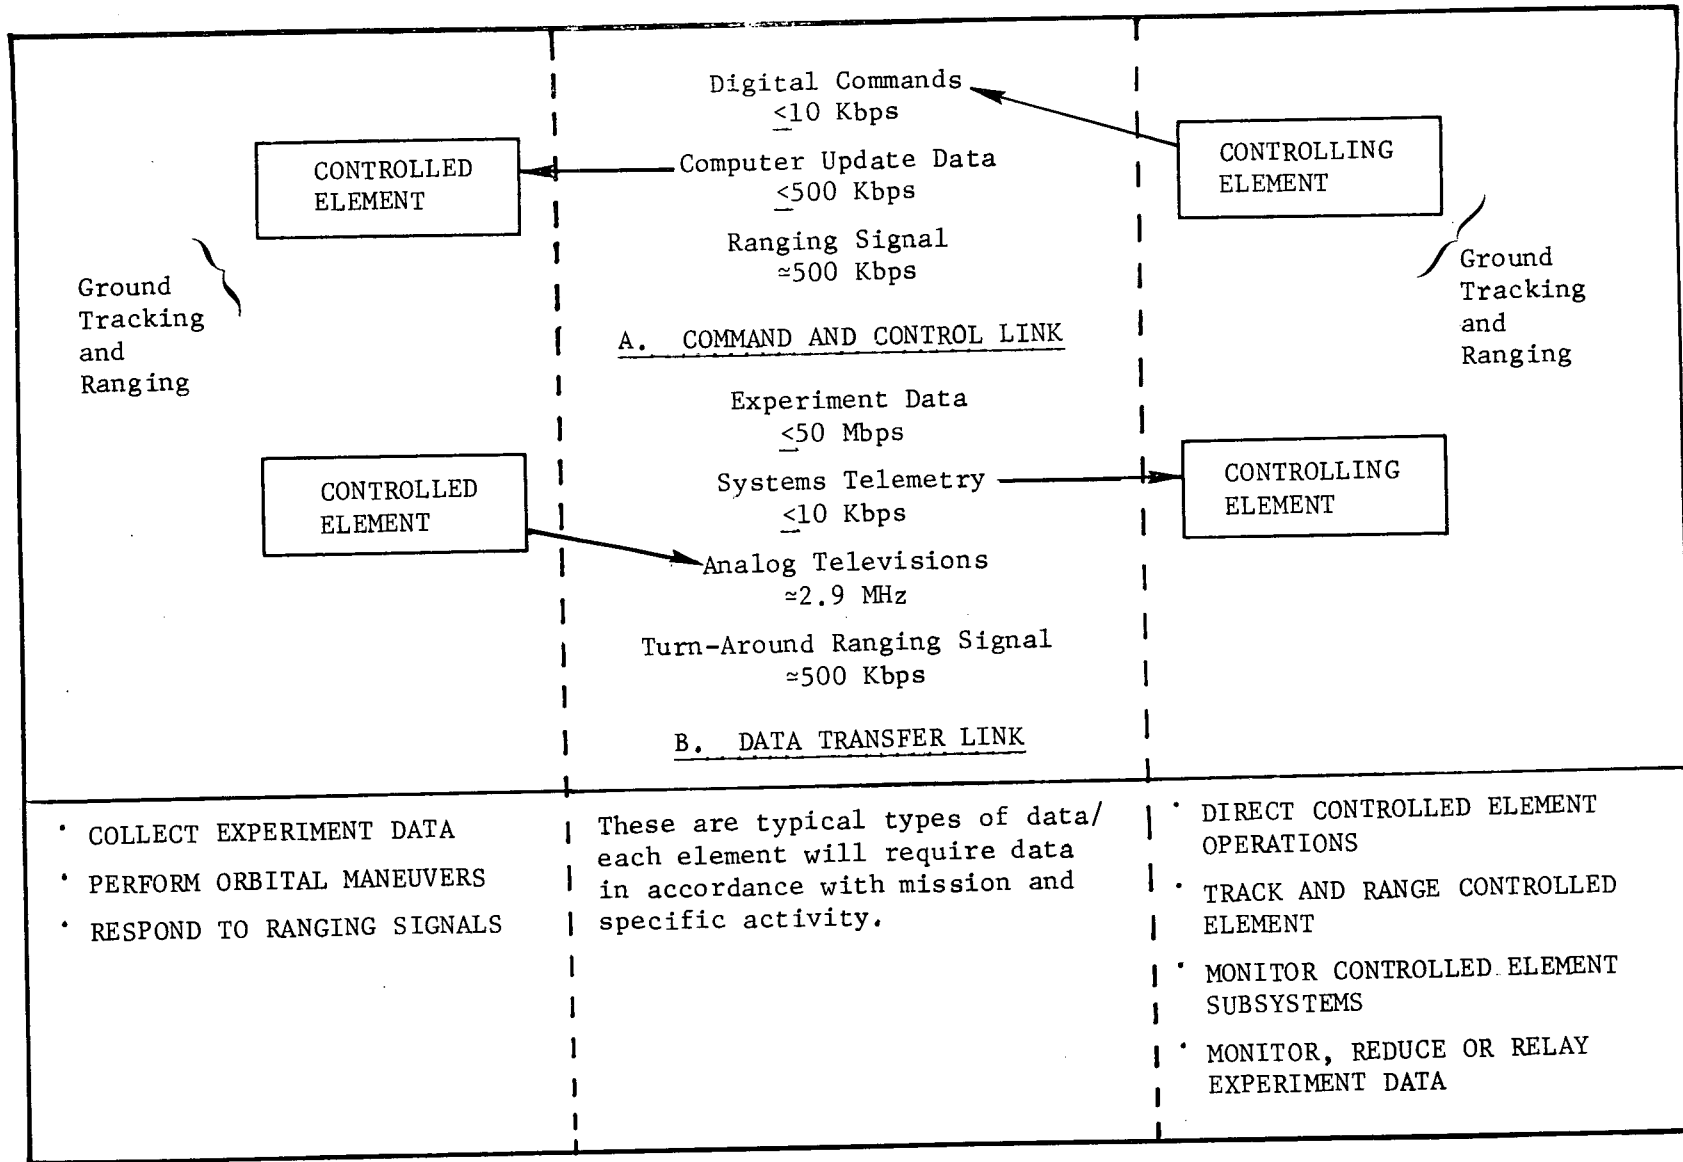 CONTROLLED
ELEMENT
Ground
Tracking
and
Ranging
CONTROLLED
ELEMENT
Digital Commands
≤10 Kbps
Computer Update Data
≤500 Kbps
Ranging Signal
≃500 Kbps
A. COMMAND AND CONTROL LINK
Experiment Data
≤50 Mbps
Systems Telemetry
≤10 Kbps
Analog Televisions
≃2.9 MHz
Turn-Around Ranging Signal
≃500 Kbps
B. DATA TRANSFER LINK
CONTROLLING
ELEMENT
Ground
Tracking
and
Ranging
CONTROLLING
ELEMENT
· COLLECT EXPERIMENT DATA
· PERFORM ORBITAL MANEUVERS
· RESPOND TO RANGING SIGNALS
These are typical types of data/
each element will require data
in accordance with mission and
specific activity.
· DIRECT CONTROLLED ELEMENT
OPERATIONS
· TRACK AND RANGE CONTROLLED
ELEMENT
· MONITOR CONTROLLED ELEMENT
SUBSYSTEMS
· MONITOR, REDUCE OR RELAY
EXPERIMENT DATA